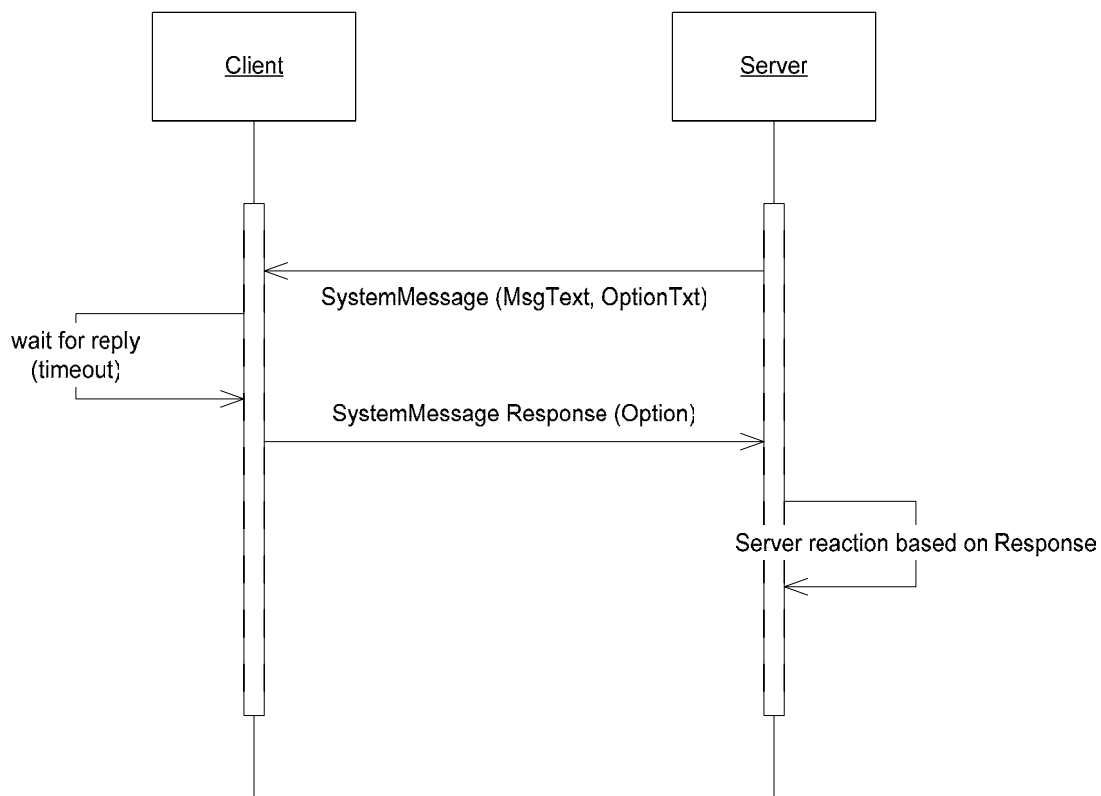 Client
Server
SystemMessage (MsgText, OptionTxt)
wait for reply
(timeout)
SystemMessage Response (Option)
Server reaction based on Response